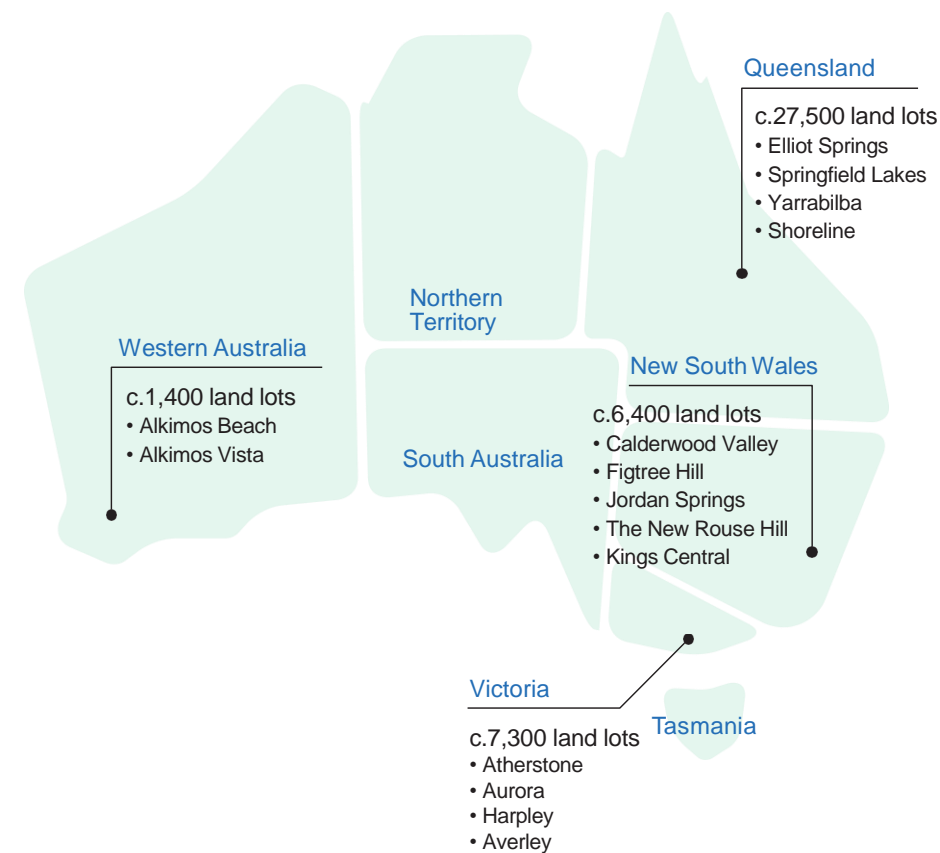 Queensland
c.27,500 land lots
• Elliot Springs
• Springfield Lakes
• Yarrabilba
• Shoreline
Northern
Territory
Western Australia
c.1,400 land lots
• Alkimos Beach
• Alkimos Vista
New South Wales
c.6,400 land lots
• Calderwood Valley
• Figtree Hill
• Jordan Springs
• The New Rouse Hill
• Kings Central
South Australia
Victoria
c.7,300 land lots
• Atherstone
• Aurora
• Harpley
• Averley
Tasmania